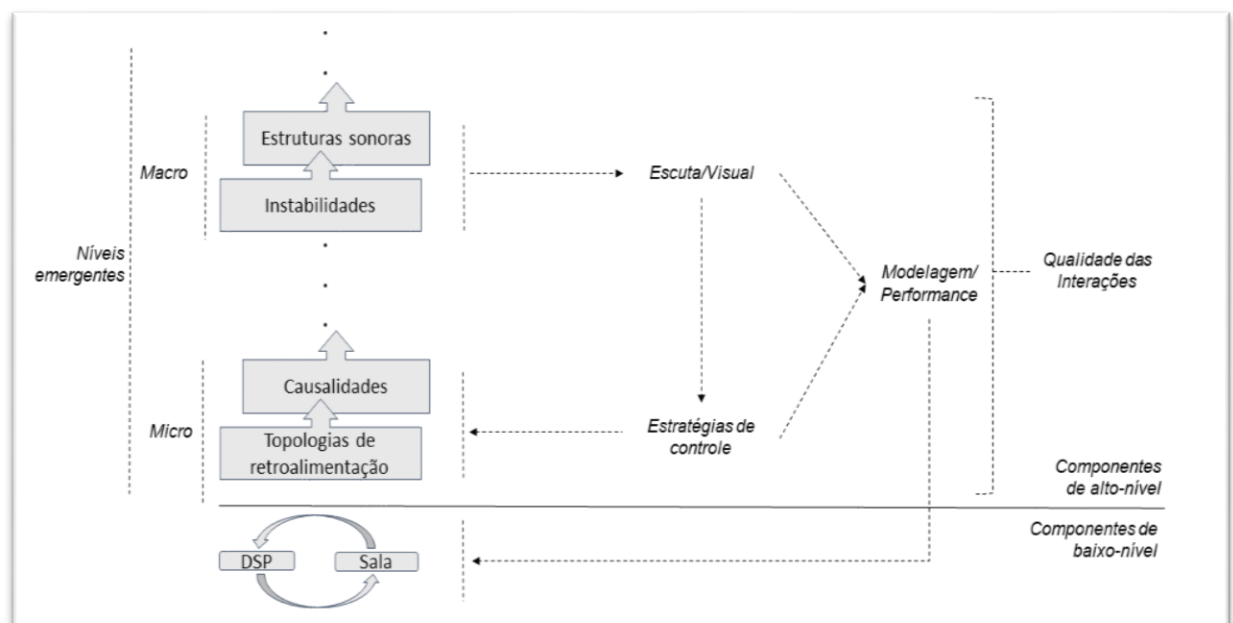 Estruturas sonoras
Macro
Escuta/Visual
Instabilidades
Níveis
emergentes
Modelagem/
Performance
Qualidade das
Interações
Causalidades
Micro
Estratégias de
controle
Topologias de
retroalimentação
Componentes
de alto-nível
Componentes de
baixo-nível
DSP
Sala